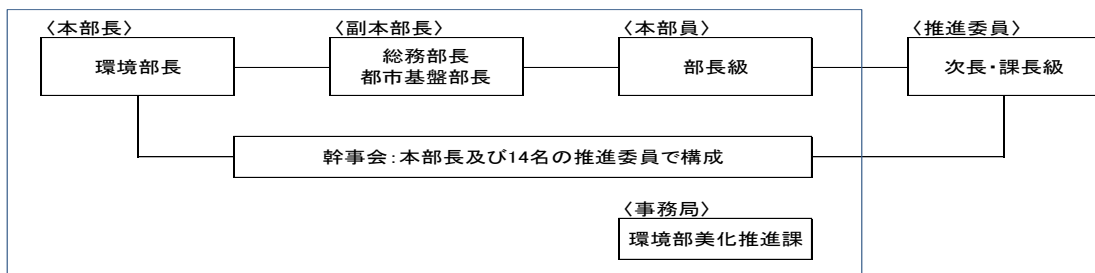 〈本部長〉
環境部長
〈副本部長〉
総務部長
都市基盤部長
〈本部員〉
部長級
〈推進委員〉
次長・課長級
幹事会:本部長及び14名の推進委員で構成
〈事務局〉
環境部美化推進課